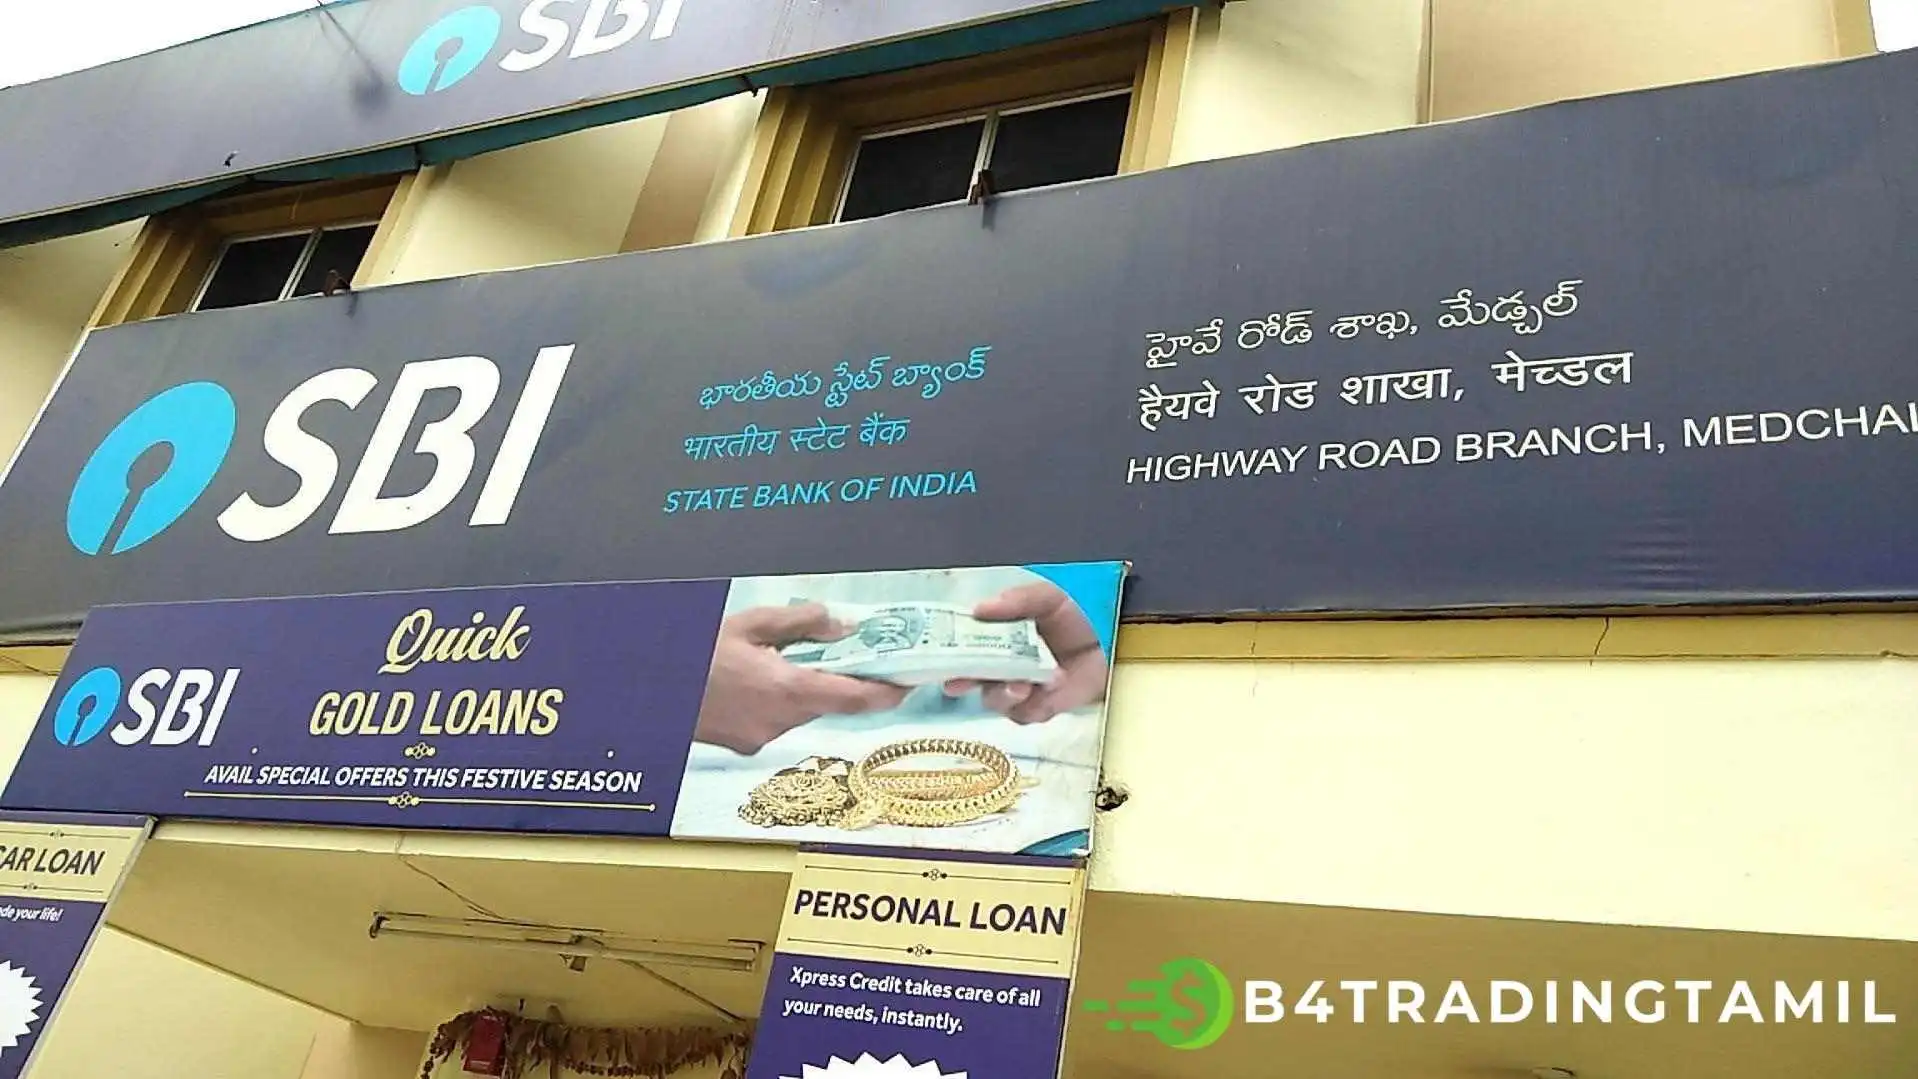 SBI
SBI
భారతీయ స్టేట్ బ్యాంక్
भारतीय स्टेट बैंक
STATE BANK OF INDIA
హైవే రోడ్ శాఖ, మేడ్చల్
हैयवे रोड शाखा, मेच्डल
HIGHWAY ROAD BRANCH, MEDCHAL
SBI
Quick
GOLD LOANS
AVAIL SPECIAL OFFERS THIS FESTIVE SEASON
CAR LOAN
your life!
PERSONAL LOAN
Xpress Credit takes care of all
your needs, instantly.
B4TRADINGTAMIL